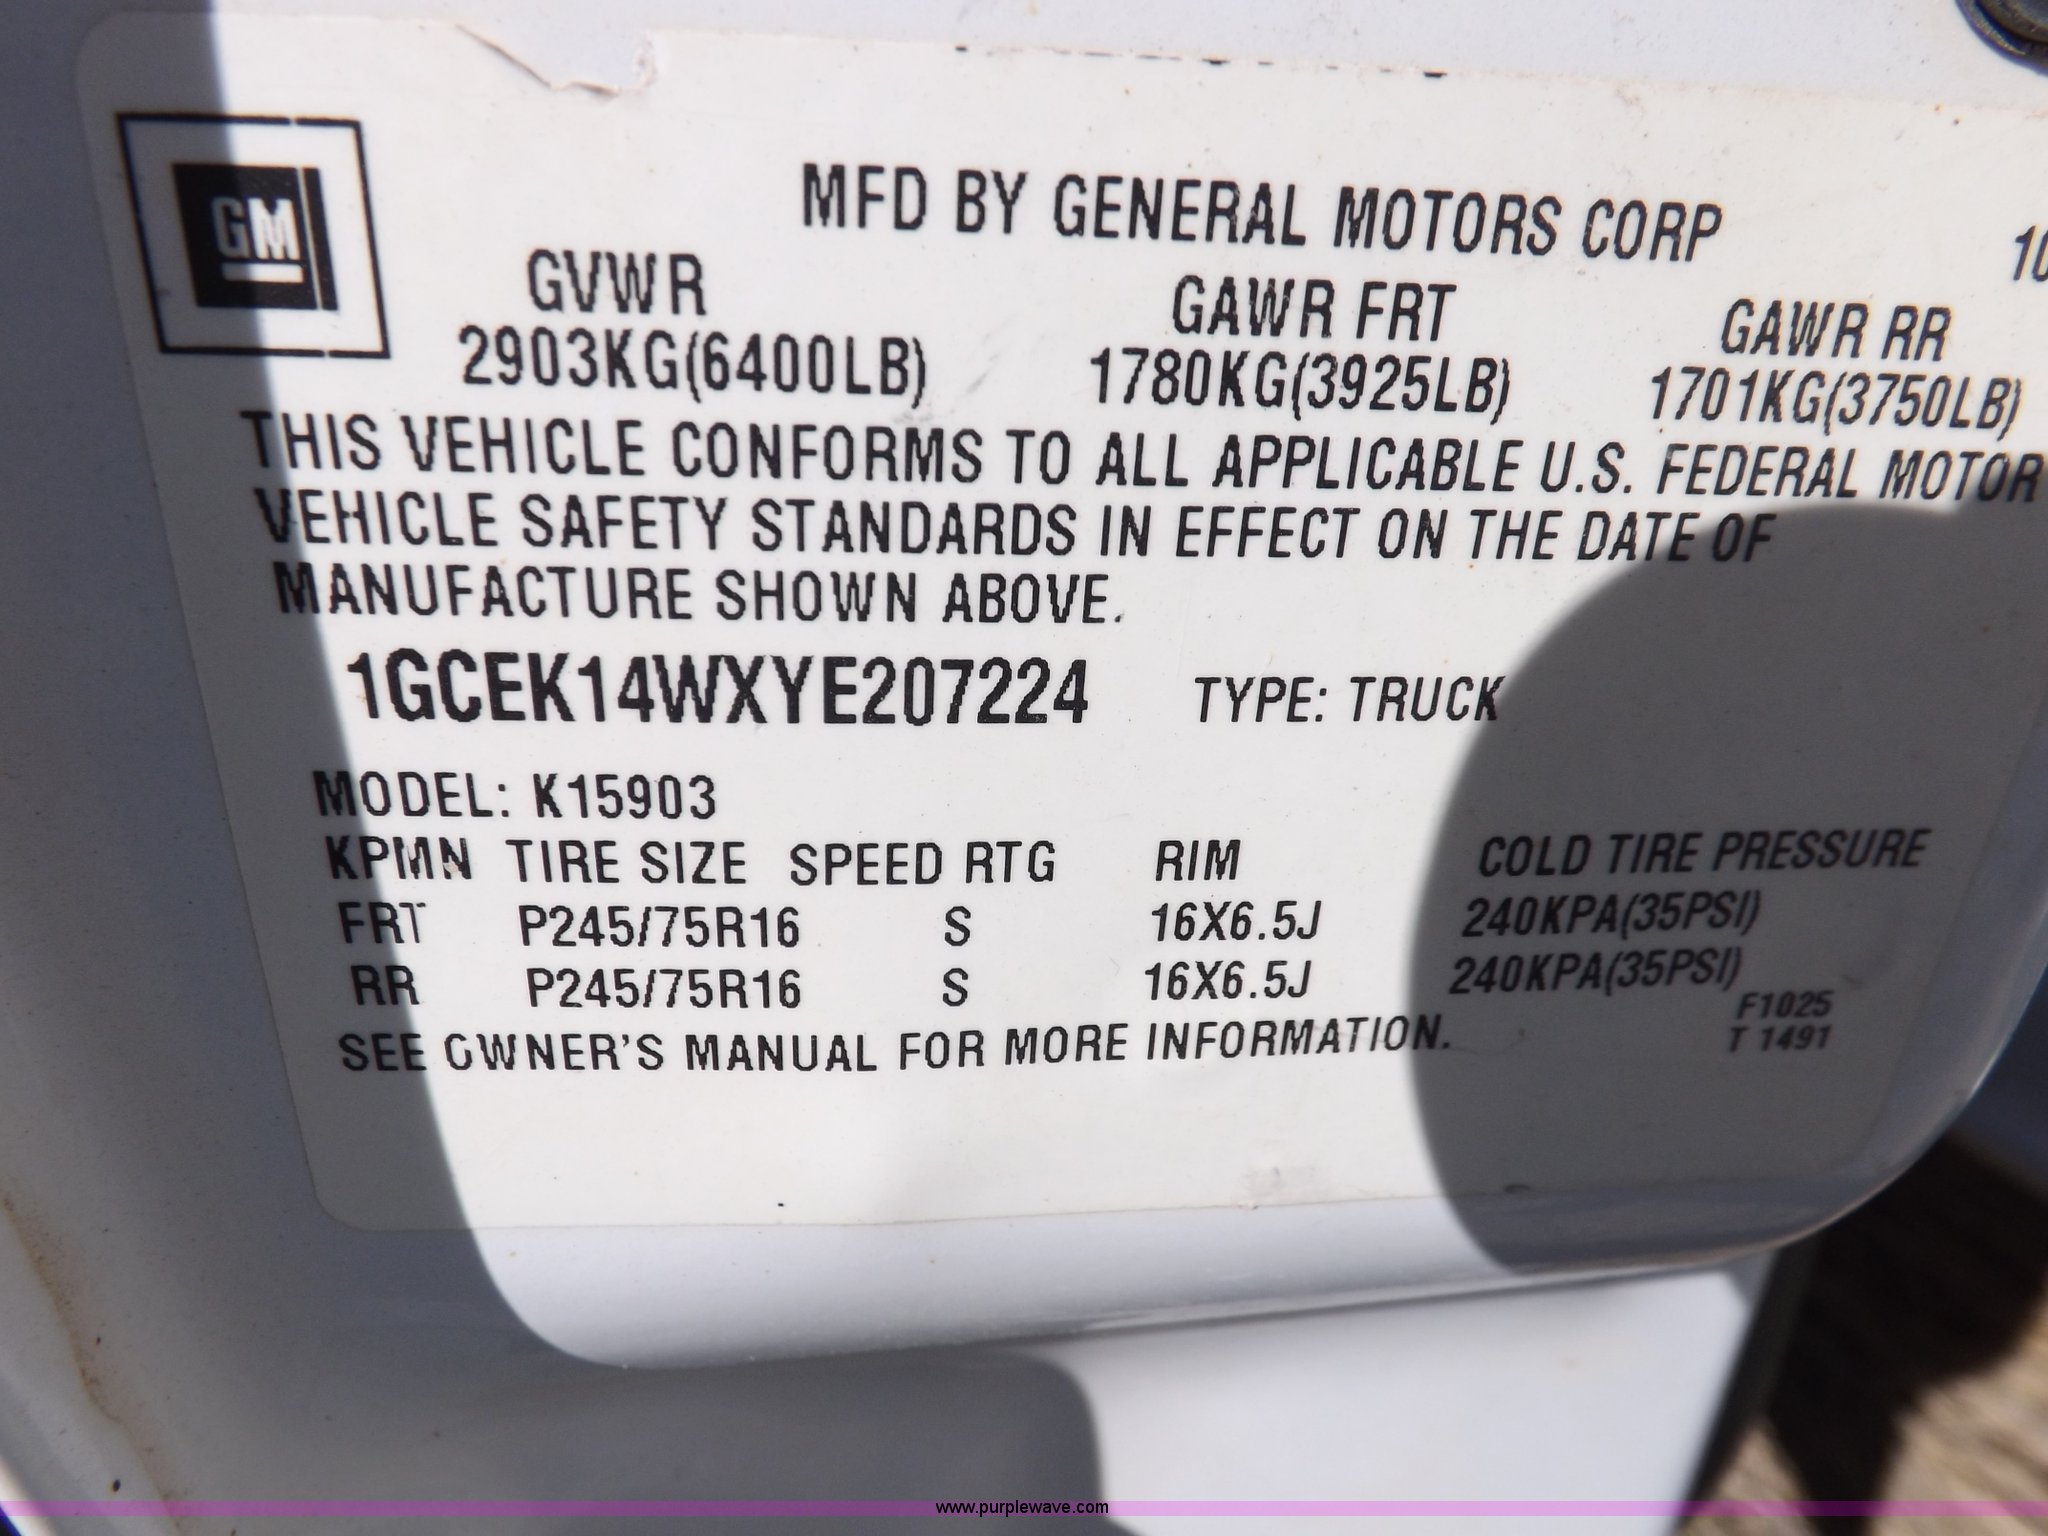 GM
MFD BY GENERAL MOTORS CORP 10
GVWR GAWR FRT GAWR RR
2903KG(6400LB) 1780KG(3925LB) 1701KG(3750LB)
THIS VEHICLE CONFORMS TO ALL APPLICABLE U.S. FEDERAL MOTOR
VEHICLE SAFETY STANDARDS IN EFFECT ON THE DATE OF
MANUFACTURE SHOWN ABOVE.
1GCEK14WXYE207224 TYPE: TRUCK
MODEL: K15903
KPMN TIRE SIZE SPEED RTG RIM COLD TIRE PRESSURE
FRT P245/75R16 S 16X6.5J 240KPA(35PSI)
RR P245/75R16 S 16X6.5J 240KPA(35PSI)
SEE OWNER'S MANUAL FOR MORE INFORMATION.
F1025
T 1491
www.purplewave.com